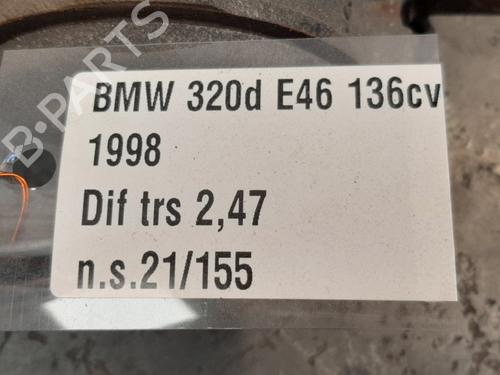 BMW 320d E46 136cv
1998
Dif trs 2,47
n.s.21/155
B-PARTS